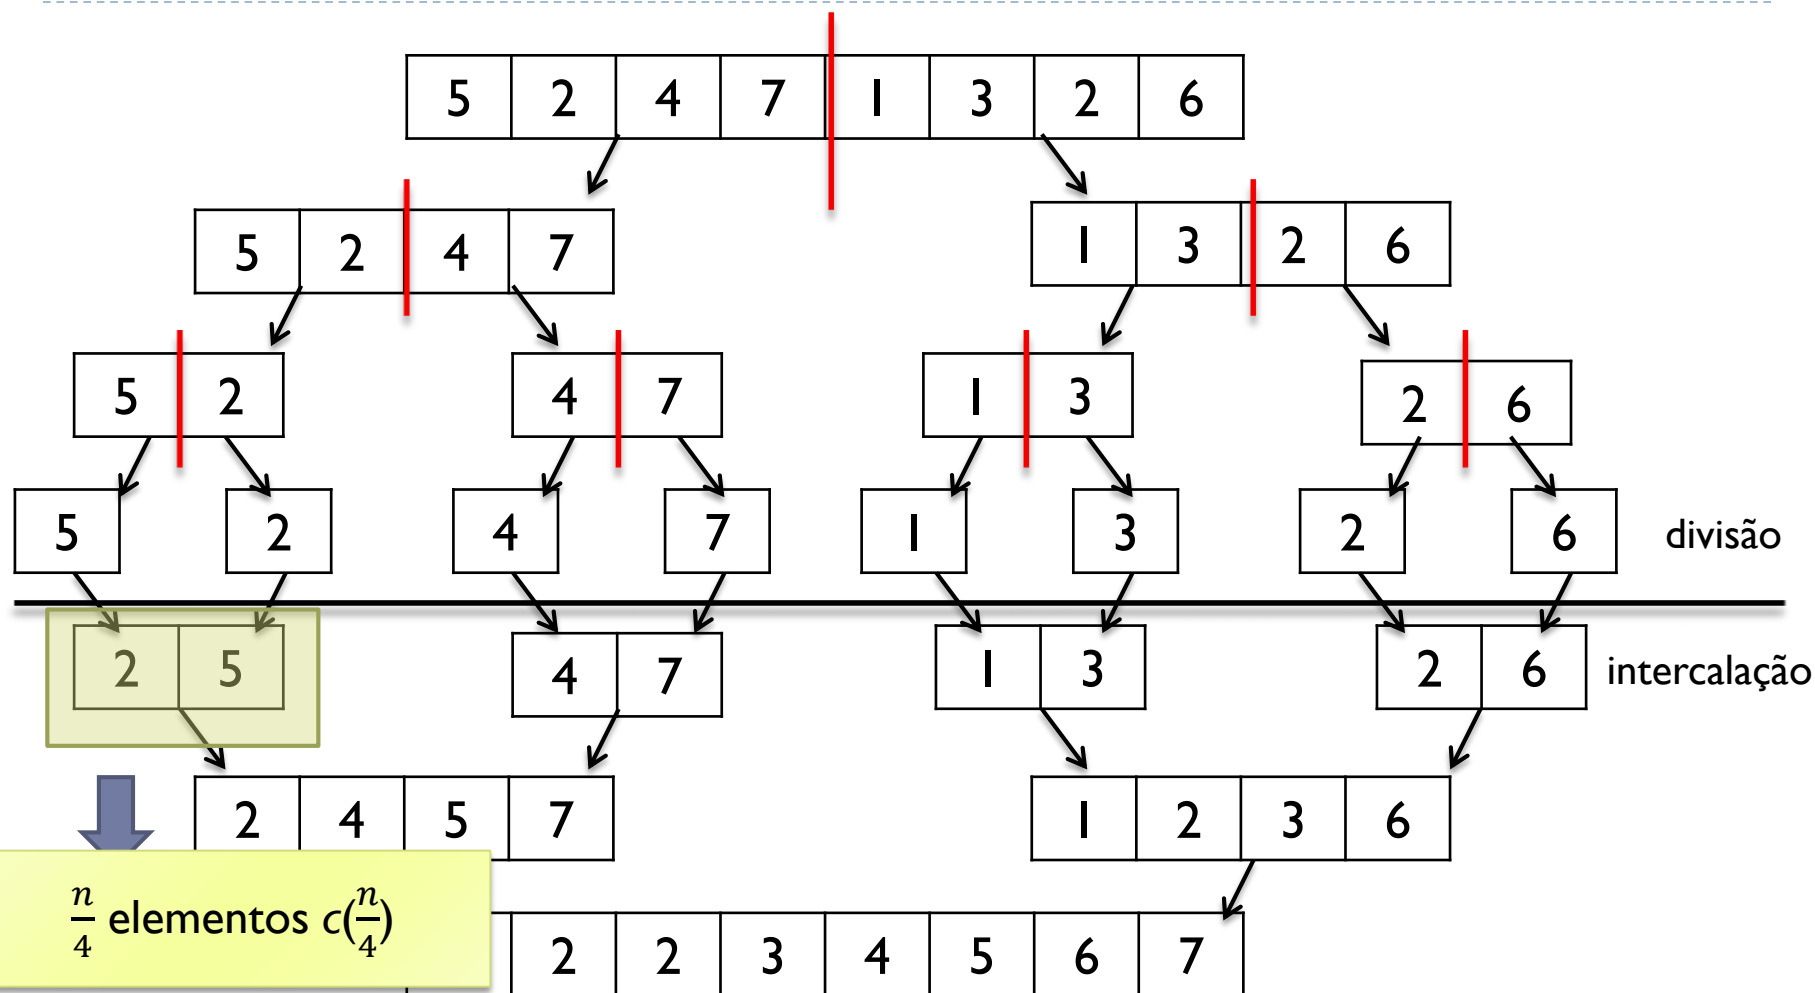 5 2 4 7 1 3 2 6
5 2 4 7 1 3 2 6
5 2 4 7 1 3 2 6
5 2 4 7 1 3 2 6 divisão
2 5 4 7 1 3 2 6 intercalação
2 4 5 7 1 2 3 6
n/4 elementos c(n/4)
2 2 3 4 5 6 7